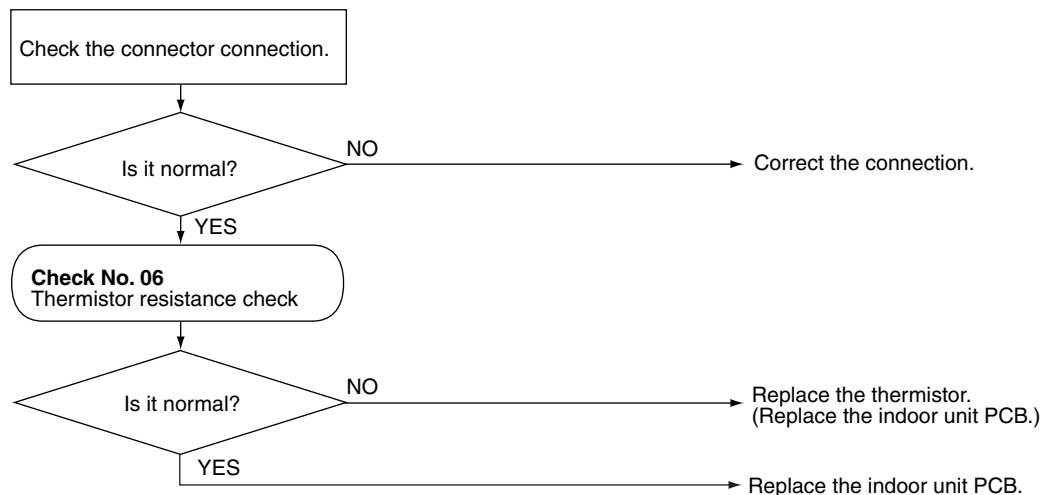 Check the connector connection.
Is it normal?
NO
Correct the connection.
YES
Check No. 06
Thermistor resistance check
Is it normal?
NO
Replace the thermistor.
(Replace the indoor unit PCB.)
YES
Replace the indoor unit PCB.